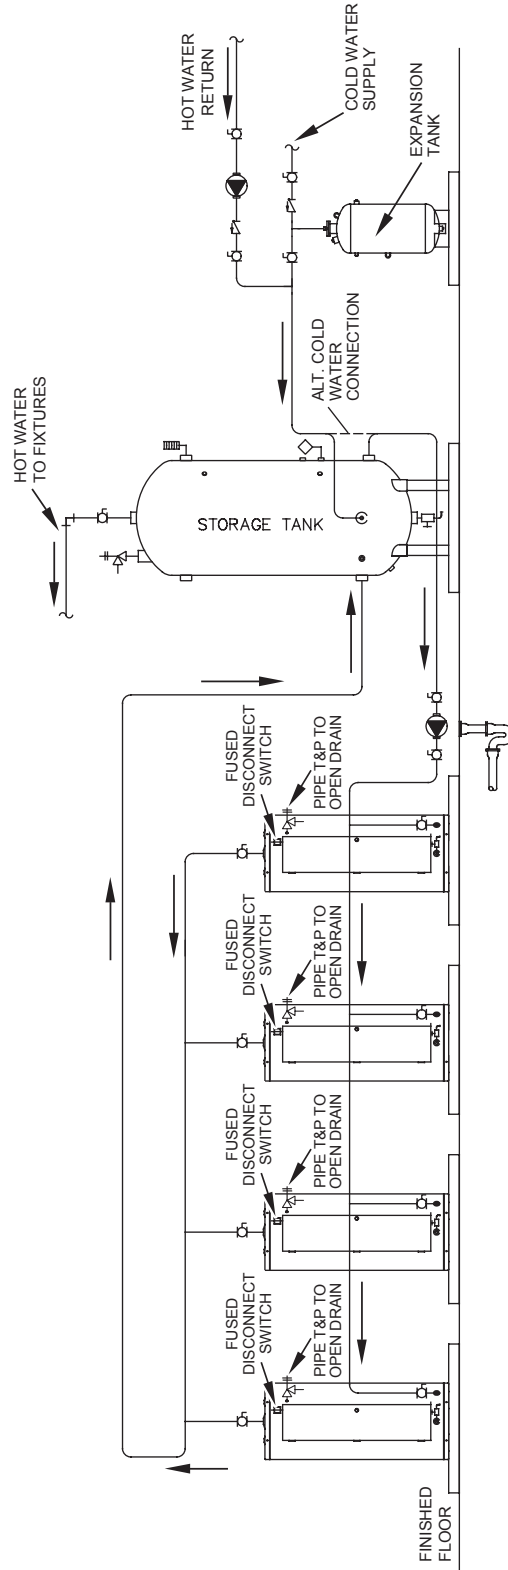 FINISHED
FLOOR
FUSED
DISCONNECT
SWITCH
PIPE T&P TO
OPEN DRAIN
FUSED
DISCONNECT
SWITCH
PIPE T&P TO
OPEN DRAIN
FUSED
DISCONNECT
SWITCH
PIPE T&P TO
OPEN DRAIN
FUSED
DISCONNECT
SWITCH
PIPE T&P TO
OPEN DRAIN
HOT WATER
TO FIXTURES
STORAGE TANK
ALT. COLD
WATER
CONNECTION
HOT WATER
RETURN
COLD WATER
SUPPLY
EXPANSION
TANK